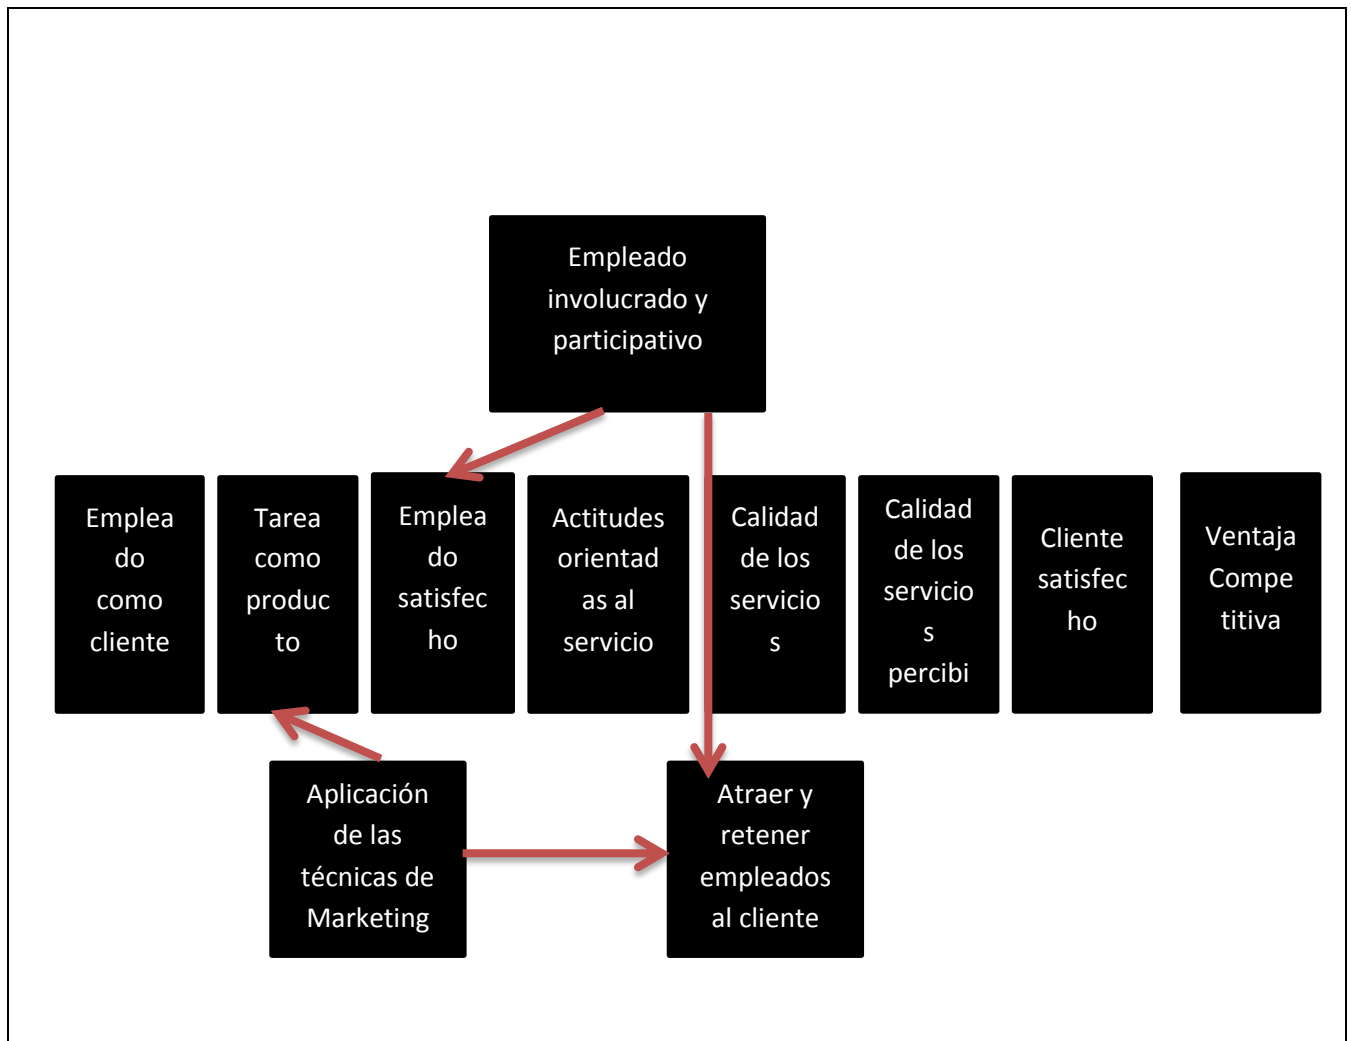 Empleado
involucrado y
participativo
Emplea
do
como
cliente
Tarea
como
produc
to
Emplea
do
satisfec
ho
Actitudes
orientad
as al
servicio
Calidad
de los
servicio
s
Calidad
de los
servicio
s
percibi
Cliente
satisfec
ho
Ventaja
Compe
titiva
Aplicación
de las
técnicas de
Marketing
Atraer y
retener
empleados
al cliente